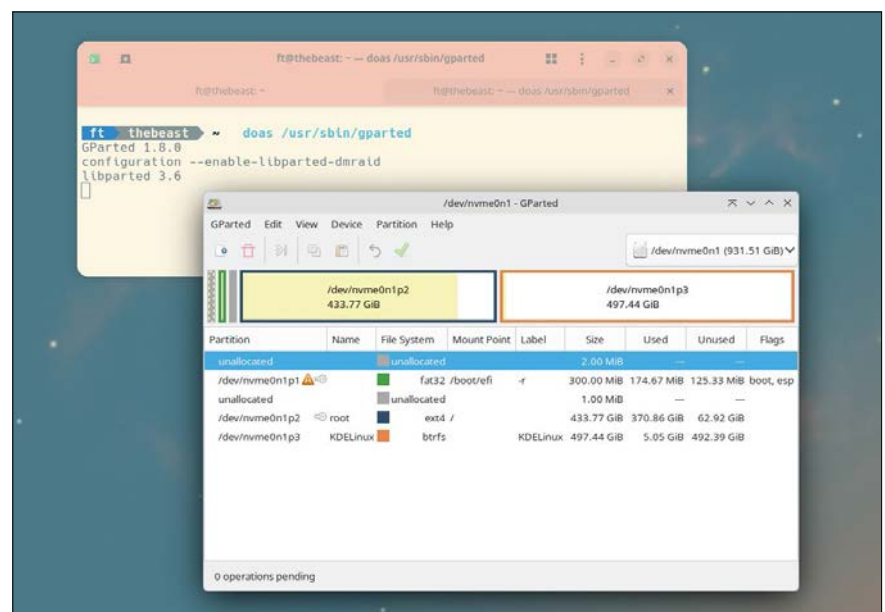 ft@thebeast: ~ — doas /usr/sbin/gparted
ft@thebeast: ~
ft@thebeast: ~ — doas /usr/sbin/gparted
ft thebeast ~ doas /usr/sbin/gparted
GParted 1.8.0
configuration --enable-libparted-dmraid
libparted 3.6
/dev/nvme0n1 - GParted
GParted Edit View Device Partition Help
/dev/nvme0n1 (931.51 GiB)
/dev/nvme0n1p2
433.77 GiB
/dev/nvme0n1p3
497.44 GiB
Partition Name File System Mount Point Label Size Used Unused Flags
unallocated unallocated 2.00 MiB — —
/dev/nvme0n1p1 fat32 /boot/efi -r 300.00 MiB 174.67 MiB 125.33 MiB boot, esp
unallocated unallocated 1.00 MiB — —
/dev/nvme0n1p2 root ext4 / 433.77 GiB 370.86 GiB 62.92 GiB
/dev/nvme0n1p3 KDELinux btrfs KDELinux 497.44 GiB 5.05 GiB 492.39 GiB
0 operations pending